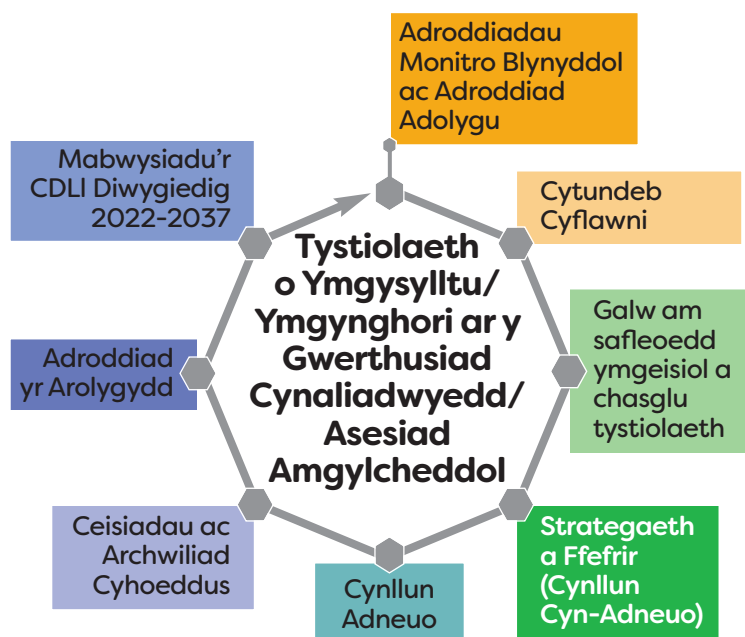 Adroddiadau
Monitro Blynyddol
ac Adroddiad
Adolygu
Cytundeb
Cyflawni
Galw am
safleoedd
ymgeisiol a
chasglu
tystiolaeth
Strategaeth
a Ffefrir
(Cynllun
Cyn-Adneuo)
Cynllun
Adneuo
Ceisiadau ac
Archwiliad
Cyhoeddus
Adroddiad
yr Arolygydd
Mabwysiadu'r
CDLl Diwygiedig
2022-2037
Tystiolaeth
o Ymgysylltu/
Ymgynghori ar y
Gwerthusiad
Cynaliadwyedd/
Asesiad
Amgylcheddol